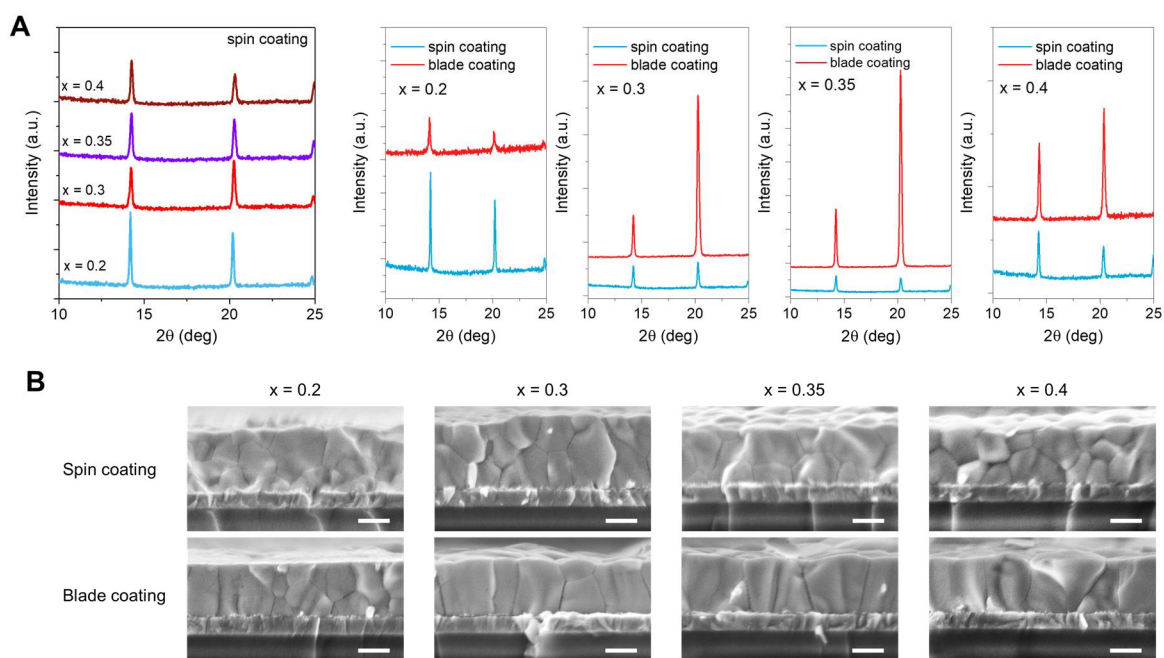 A
spin coating
x = 0.4
x = 0.35
x = 0.3
x = 0.2
Intensity (a.u.)
10 15 20 25
2θ (deg)
spin coating
blade coating
x = 0.2
Intensity (a.u.)
10 15 20 25
2θ (deg)
spin coating
blade coating
x = 0.3
Intensity (a.u.)
10 15 20 25
2θ (deg)
spin coating
blade coating
x = 0.35
Intensity (a.u.)
10 15 20 25
2θ (deg)
spin coating
blade coating
x = 0.4
Intensity (a.u.)
10 15 20 25
2θ (deg)
B
x = 0.2 x = 0.3 x = 0.35 x = 0.4
Spin coating
Blade coating